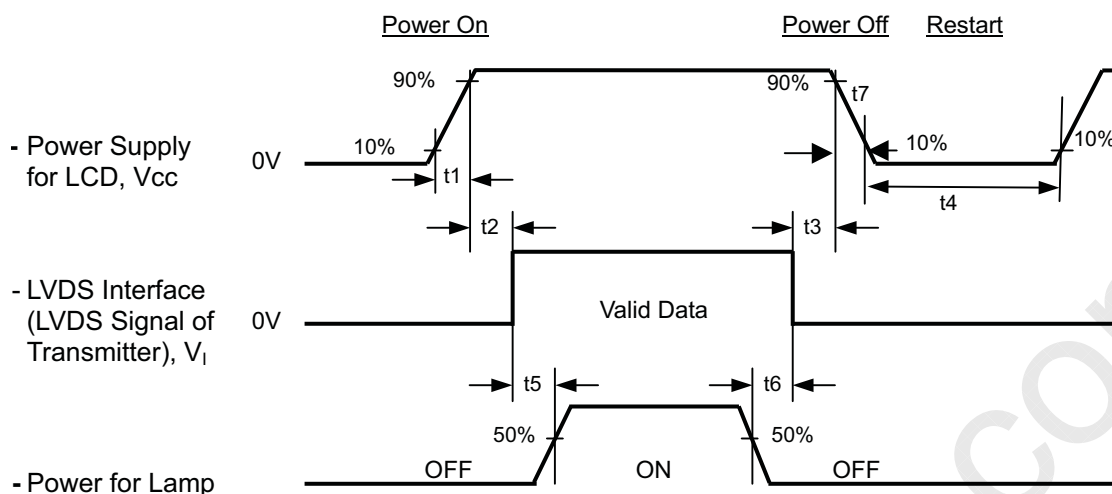 Power On
Power Off
Restart
90%
90%
t7
- Power Supply
for LCD, Vcc
0V
10%
10%
10%
t1
t4
t2
t3
- LVDS Interface
(LVDS Signal of
Transmitter), VI
0V
Valid Data
t5
t6
50%
50%
- Power for Lamp
OFF
ON
OFF
com